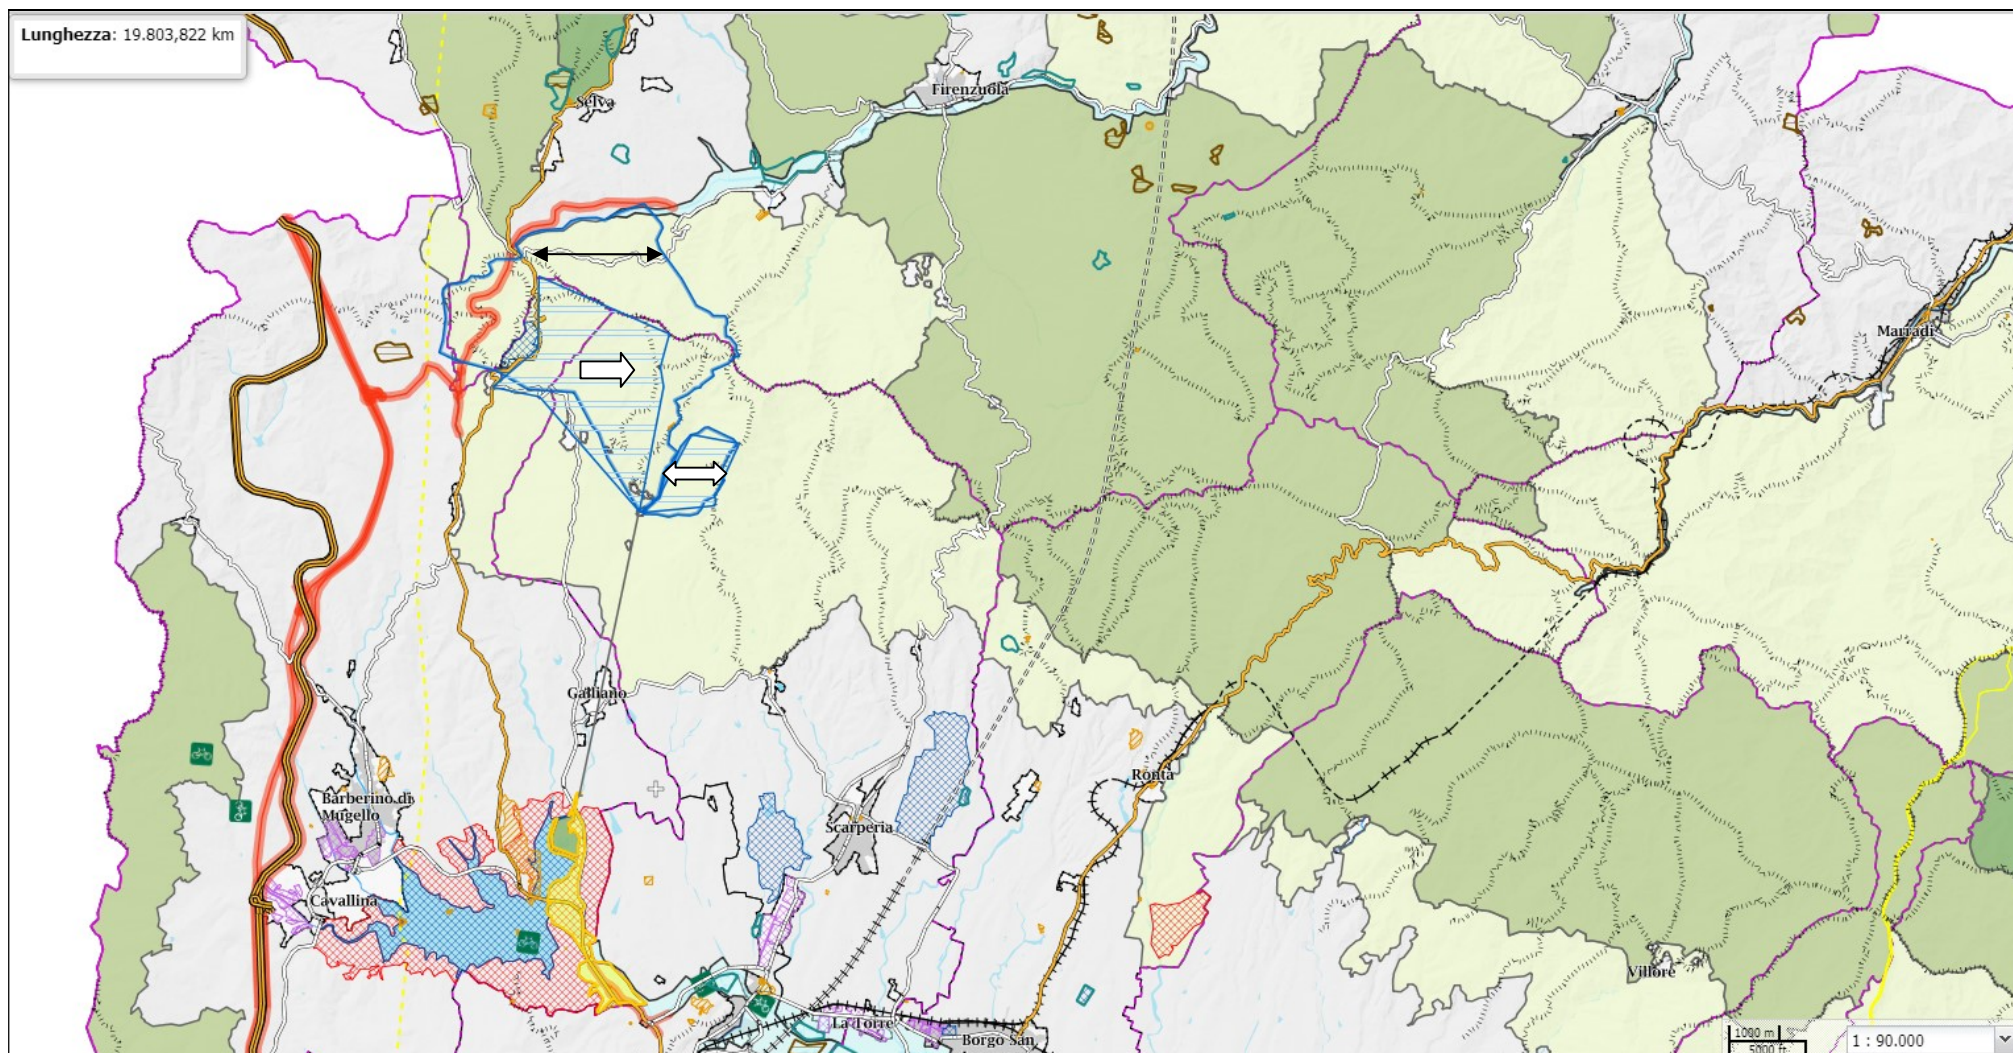 Lunghezza: 19.803,822 km
Selva
Firenzuola
Marradi
Galliano
Ronta
Barberino di
Mugello
Scarperia
Cavallina
Villore
La Torre
Borgo San
1000 m
5000 ft
1 : 90.000